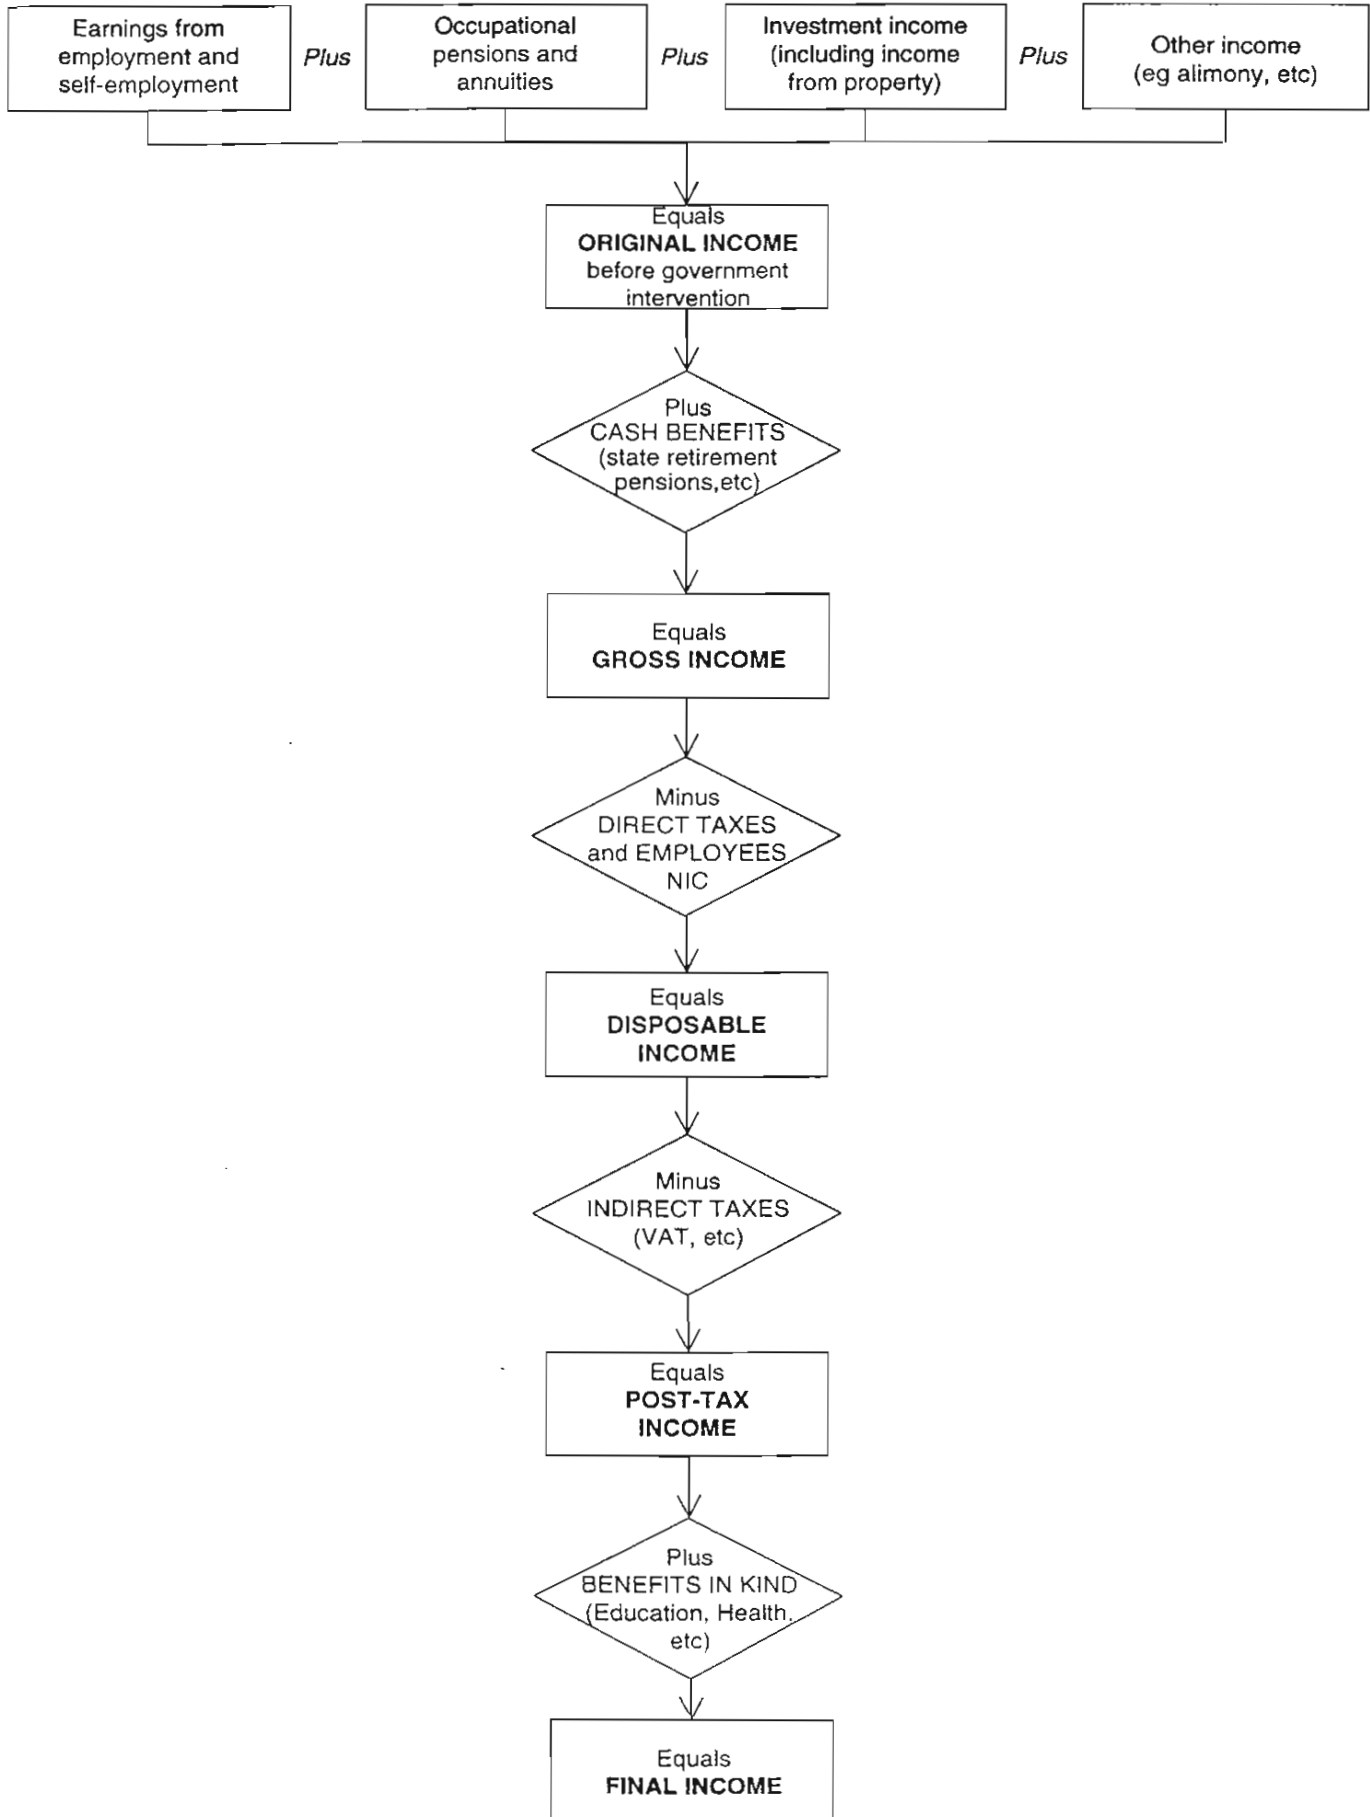 Earnings from
employment and
self-employment
Plus
Occupational
pensions and
annuities
Plus
Investment income
(including income
from property)
Plus
Other income
(eg alimony, etc)
Equals
ORIGINAL INCOME
before government
intervention
Plus
CASH BENEFITS
(state retirement
pensions,etc)
Equals
GROSS INCOME
Minus
DIRECT TAXES
and EMPLOYEES
NIC
Equals
DISPOSABLE
INCOME
Minus
INDIRECT TAXES
(VAT, etc)
Equals
POST-TAX
INCOME
Plus
BENEFITS IN KIND
(Education, Health,
etc)
Equals
FINAL INCOME